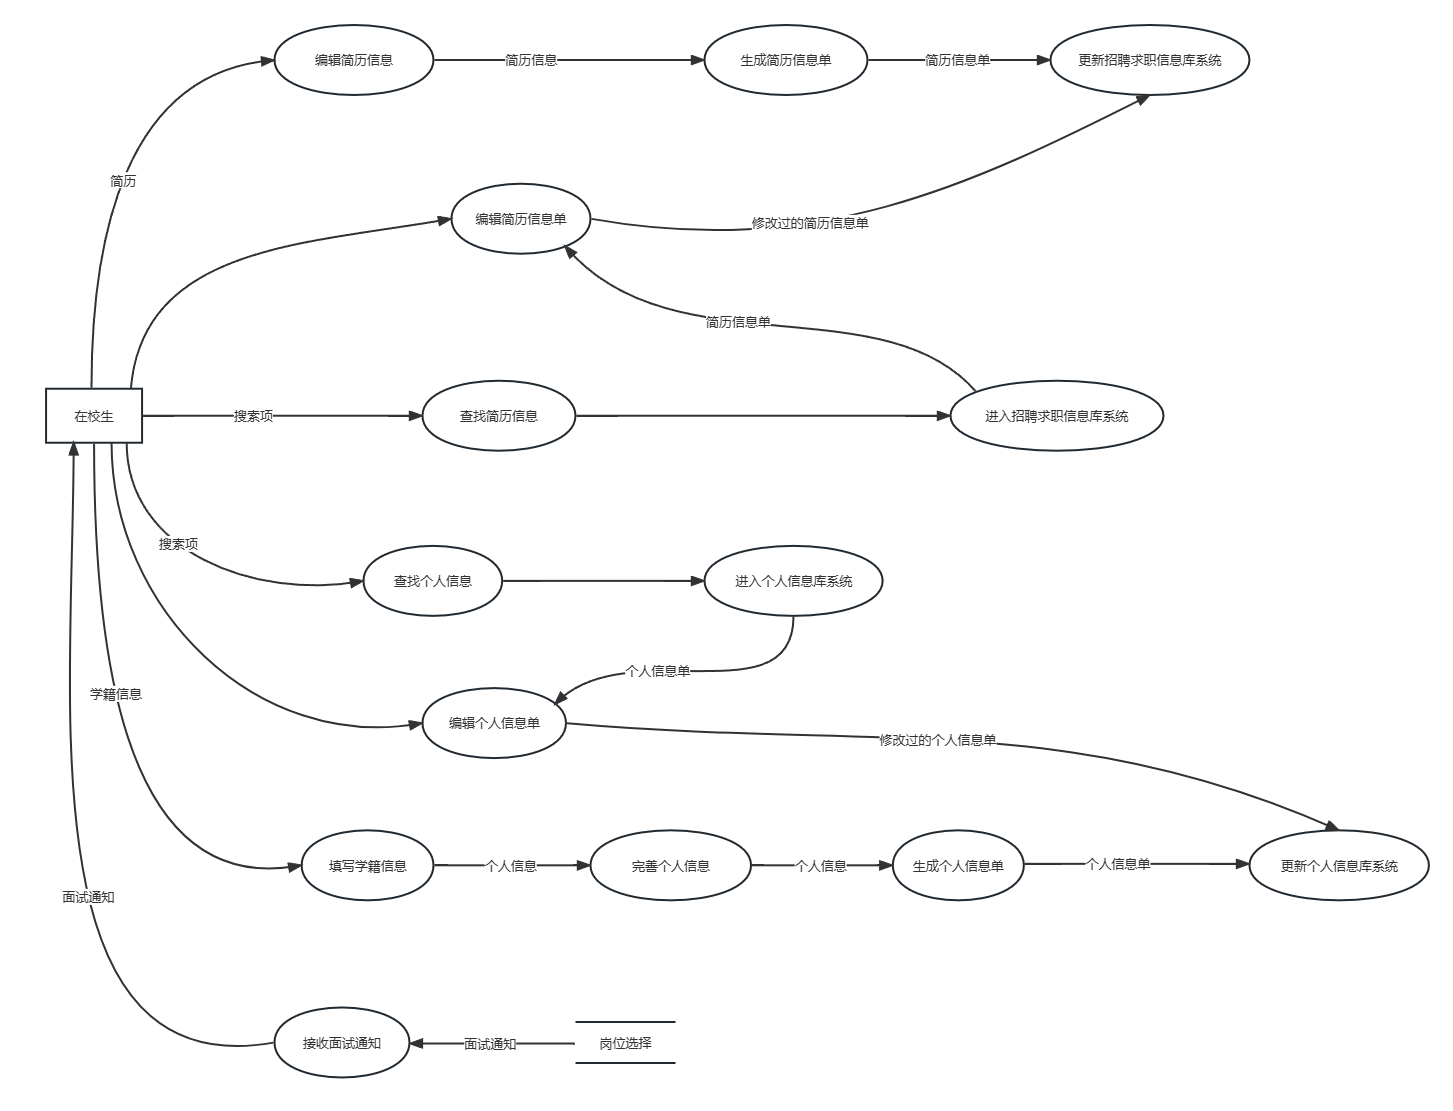 编辑简历信息
简历信息
生成简历信息单
简历信息单
更新招聘求职信息库系统
简历
编辑简历信息单
修改过的简历信息单
简历信息单
在校生
搜索项
查找简历信息
进入招聘求职信息库系统
搜索项
查找个人信息
进入个人信息库系统
个人信息单
学籍信息
编辑个人信息单
修改过的个人信息单
填写学籍信息
个人信息
完善个人信息
个人信息
生成个人信息单
个人信息单
更新个人信息库系统
面试通知
接收面试通知
面试通知
岗位选择